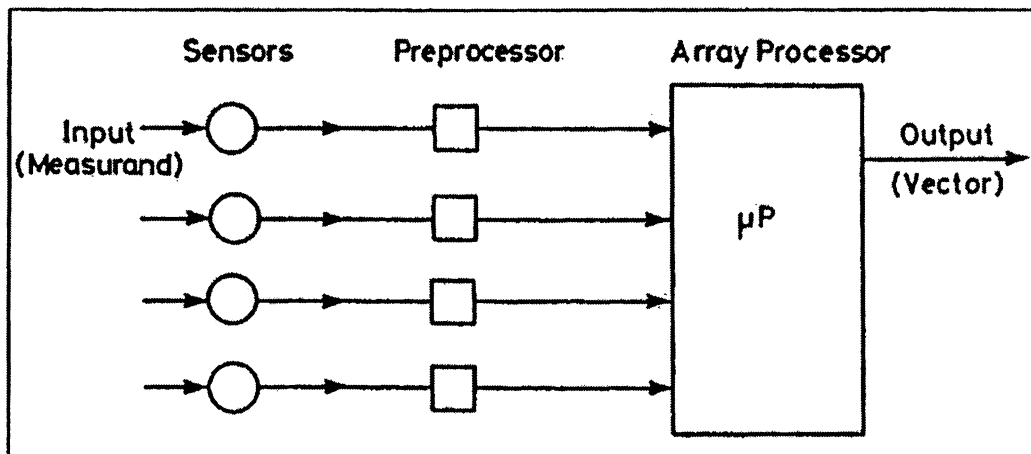 Sensors
Preprocessor
Array Processor
Input
(Measurand)
Output
(Vector)
μP